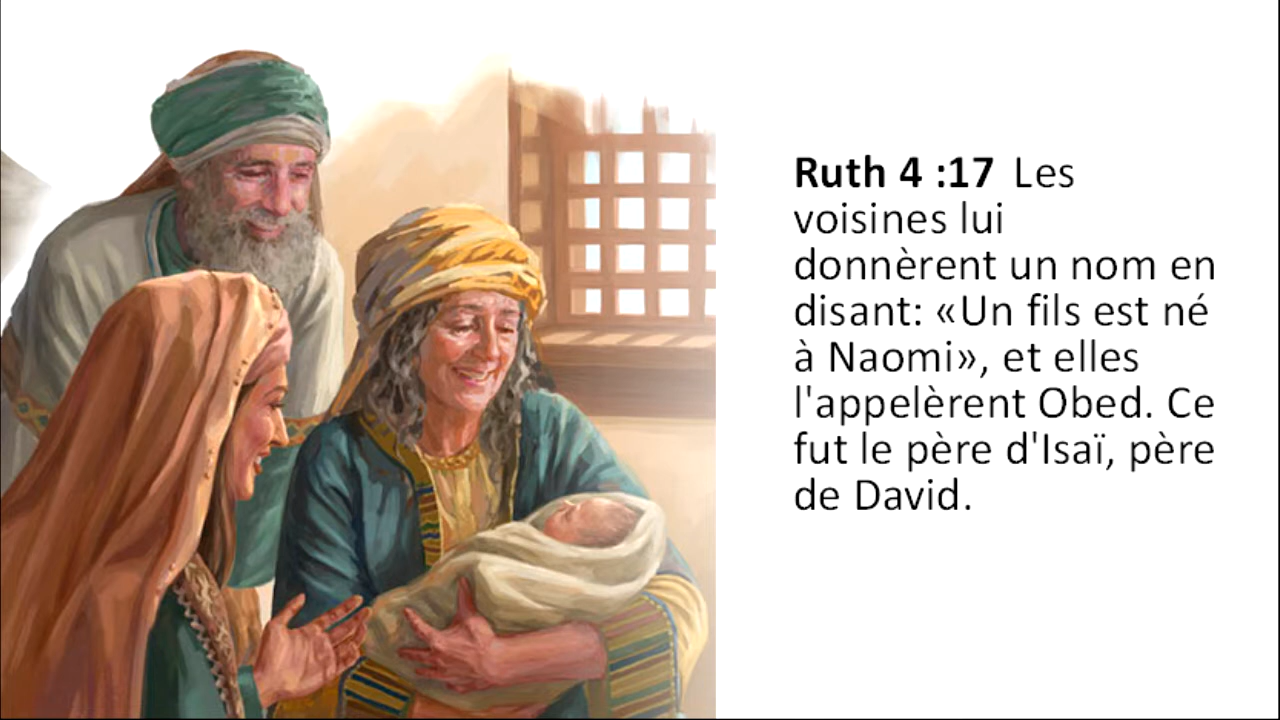 Ruth 4 :17 Les
voisines lui
donnèrent un nom en
disant: «Un fils est né
à Naomi», et elles
l'appelèrent Obed. Ce
fut le père d'Isaï, père
de David.